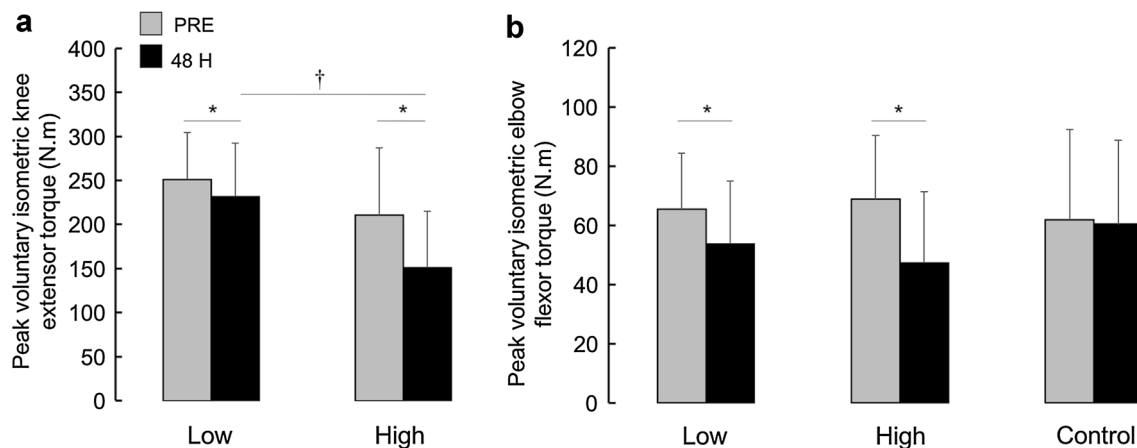 a
PRE
48 H
Peak voluntary isometric knee
extensor torque (N.m)
400
350
300
250
200
150
100
50
0
*
†
*
Low
High
b
Peak voluntary isometric elbow
flexor torque (N.m)
120
100
80
60
40
20
0
*
*
Low
High
Control